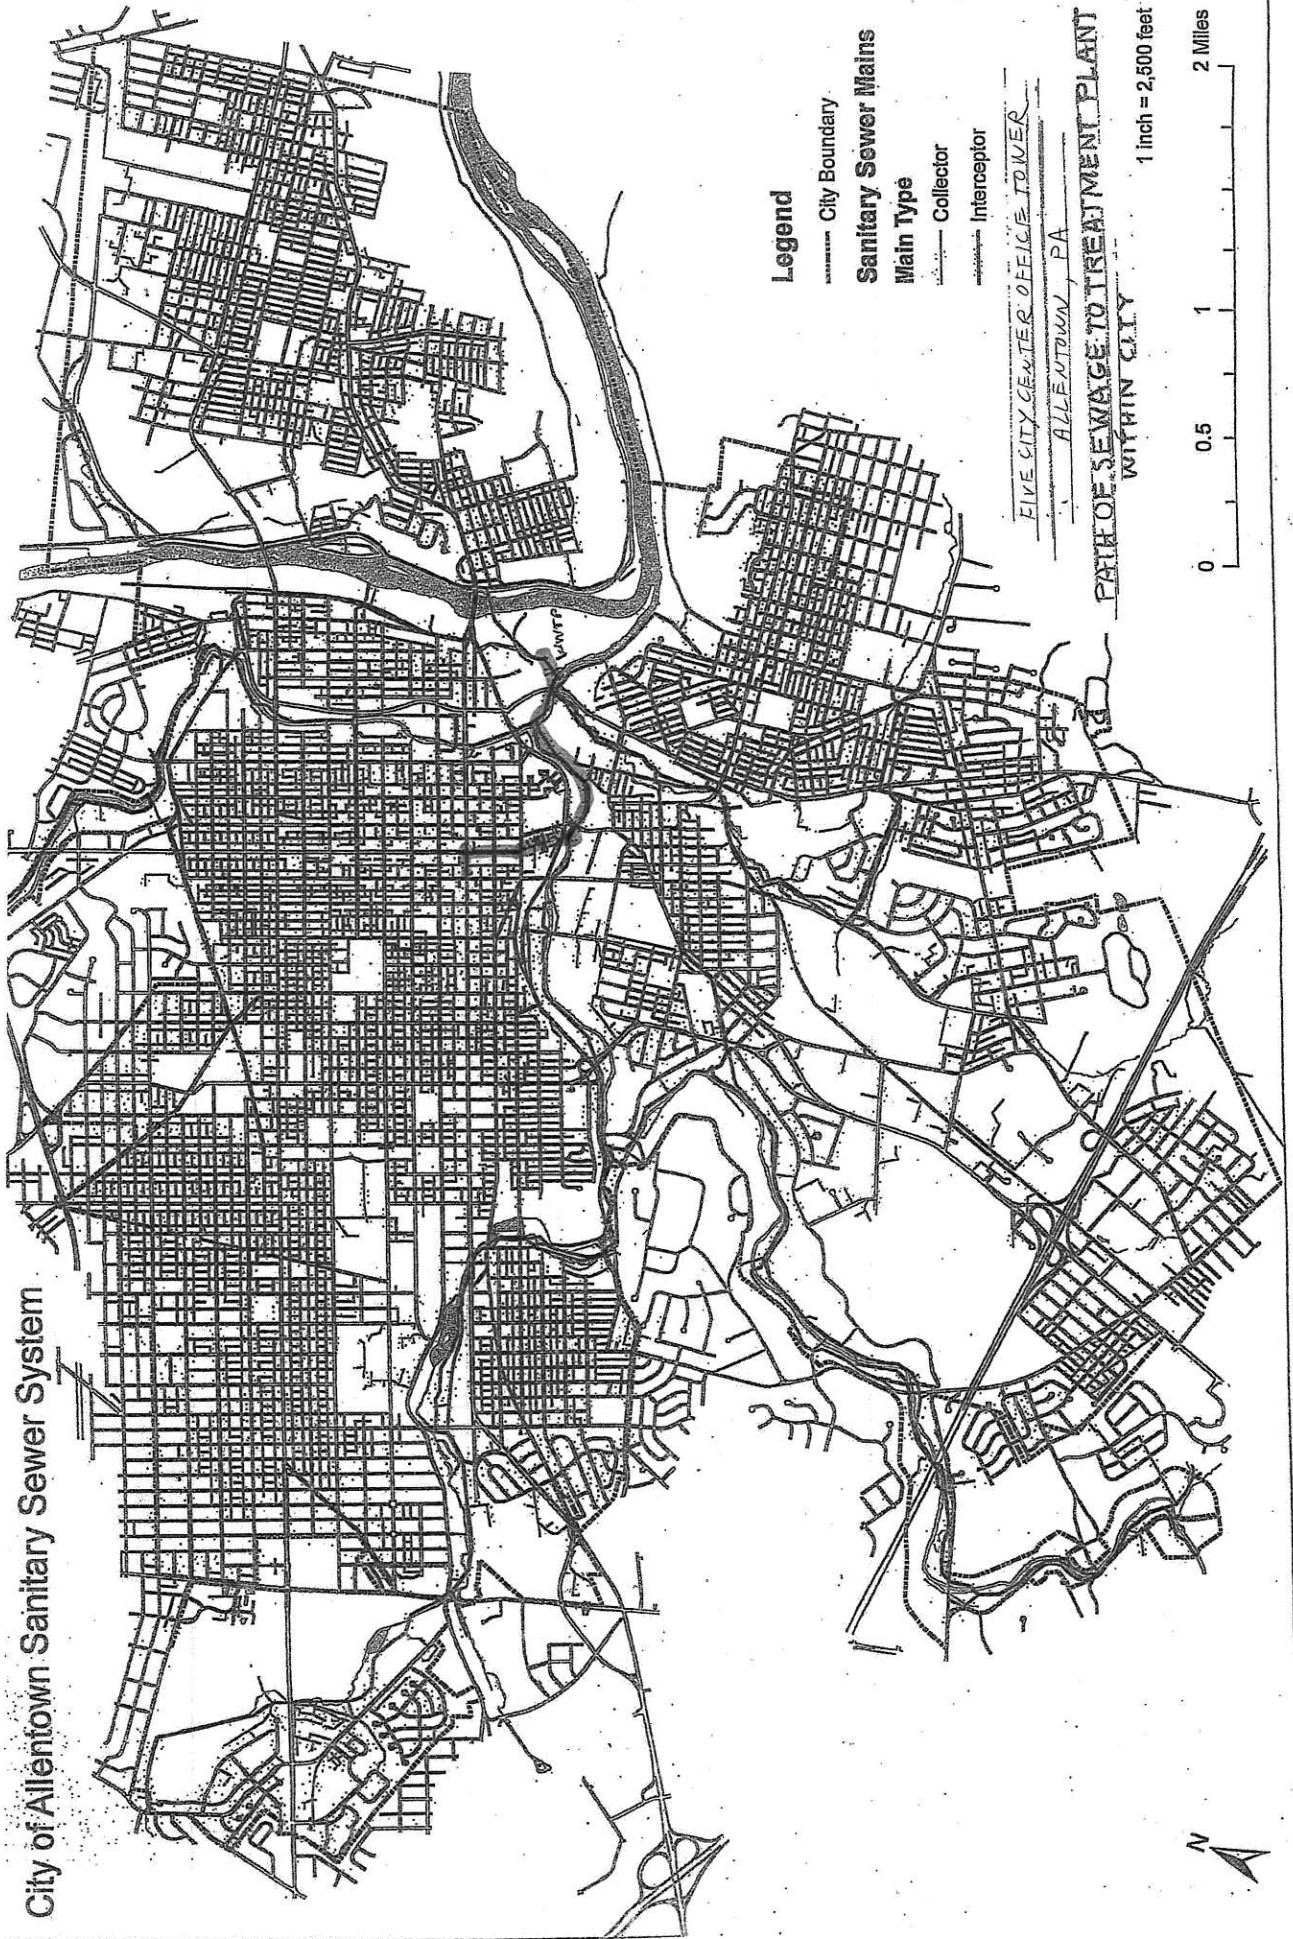 City of Allentown Sanitary Sewer System
Legend
City Boundary
Sanitary Sewer Mains
Main Type
Collector
Interceptor
FIVE CITY CENTER OFFICE TOWER
ALLENTOWN, PA
PATH OF SEWAGE TO TREATMENT PLANT
WITHIN CITY
1 inch = 2,500 feet
0 0.5 1 2 Miles
N